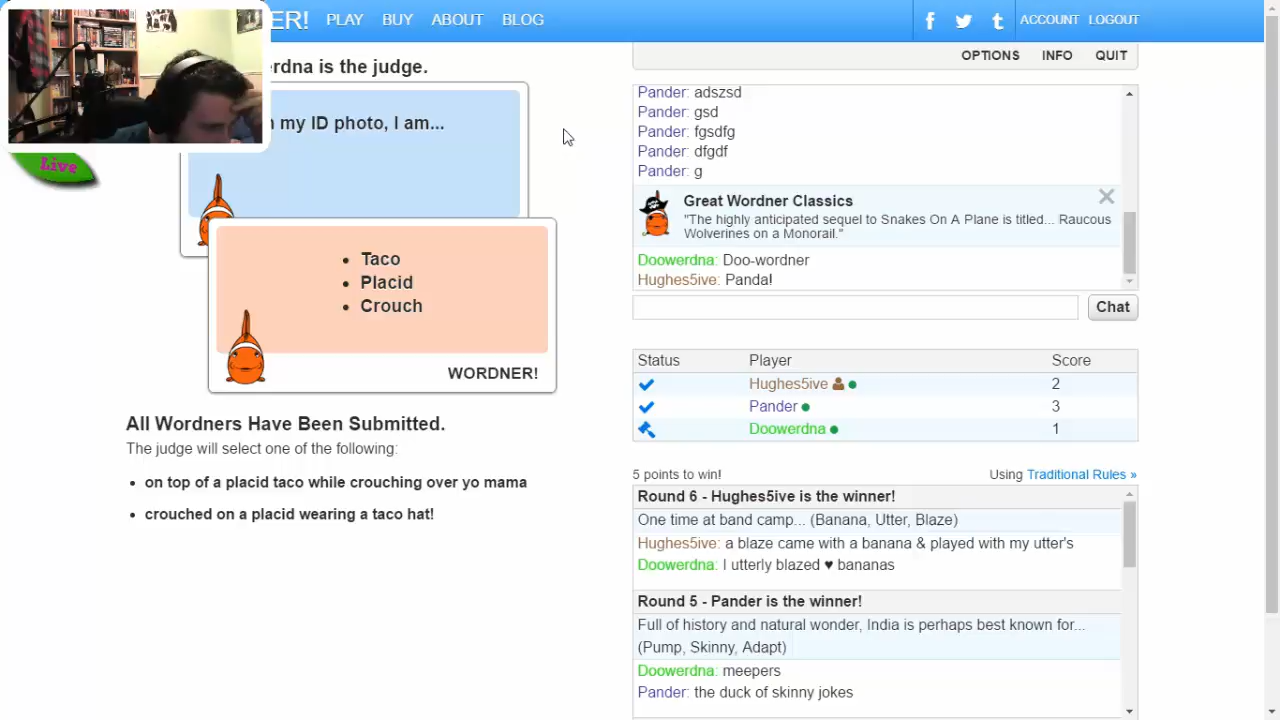 ER! PLAY BUY ABOUT BLOG ACCOUNT LOGOUT
rdna is the judge.
my ID photo, I am...
Live
Taco
Placid
Crouch
WORDNER!
All Wordners Have Been Submitted.
The judge will select one of the following:
on top of a placid taco while crouching over yo mama
crouched on a placid wearing a taco hat!
OPTIONS INFO QUIT
Pander: adszsd
Pander: gsd
Pander: fgsdfg
Pander: dfgdf
Pander: g
Great Wordner Classics
"The highly anticipated sequel to Snakes On A Plane is titled... Raucous
Wolverines on a Monorail."
Doowerdna: Doo-wordner
Hughes5ive: Panda!
Chat
Status Player Score
Hughes5ive 2
Pander 3
Doowerdna 1
5 points to win! Using Traditional Rules »
Round 6 - Hughes5ive is the winner!
One time at band camp... (Banana, Utter, Blaze)
Hughes5ive: a blaze came with a banana & played with my utter's
Doowerdna: I utterly blazed ♥ bananas
Round 5 - Pander is the winner!
Full of history and natural wonder, India is perhaps best known for...
(Pump, Skinny, Adapt)
Doowerdna: meepers
Pander: the duck of skinny jokes